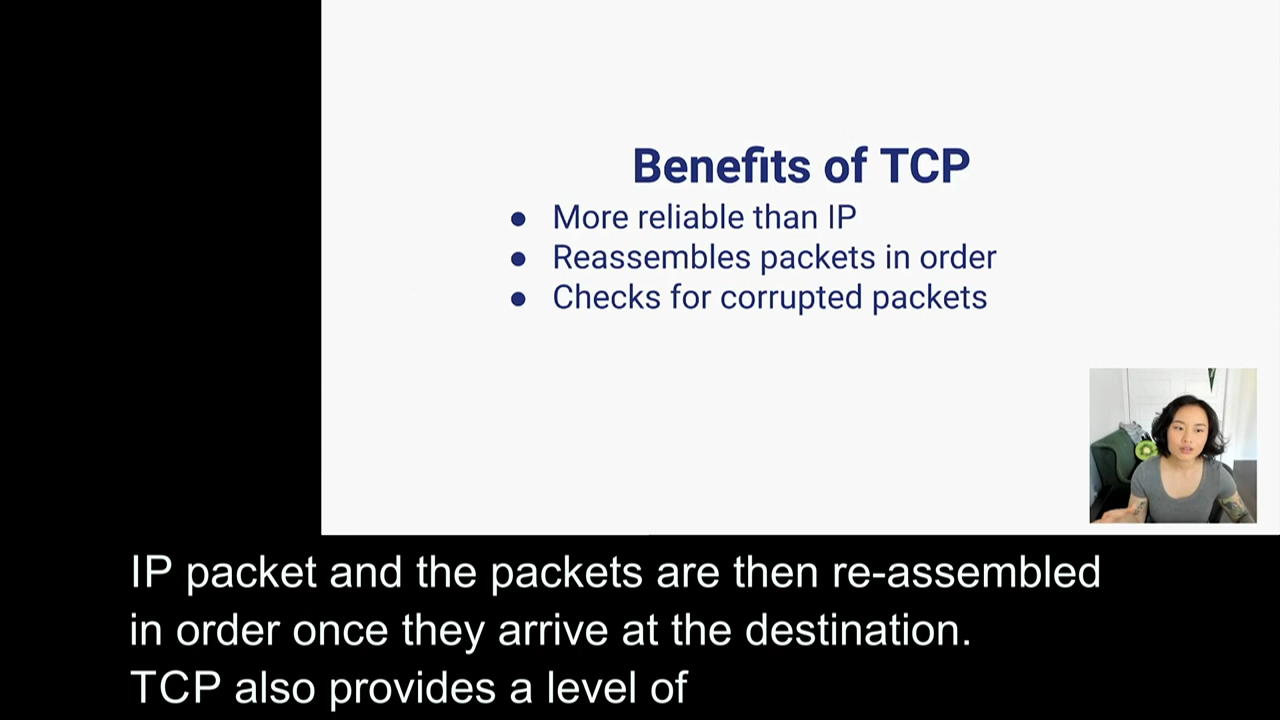 Benefits of TCP
● More reliable than IP
● Reassembles packets in order
● Checks for corrupted packets
IP packet and the packets are then re-assembled
in order once they arrive at the destination.
TCP also provides a level of